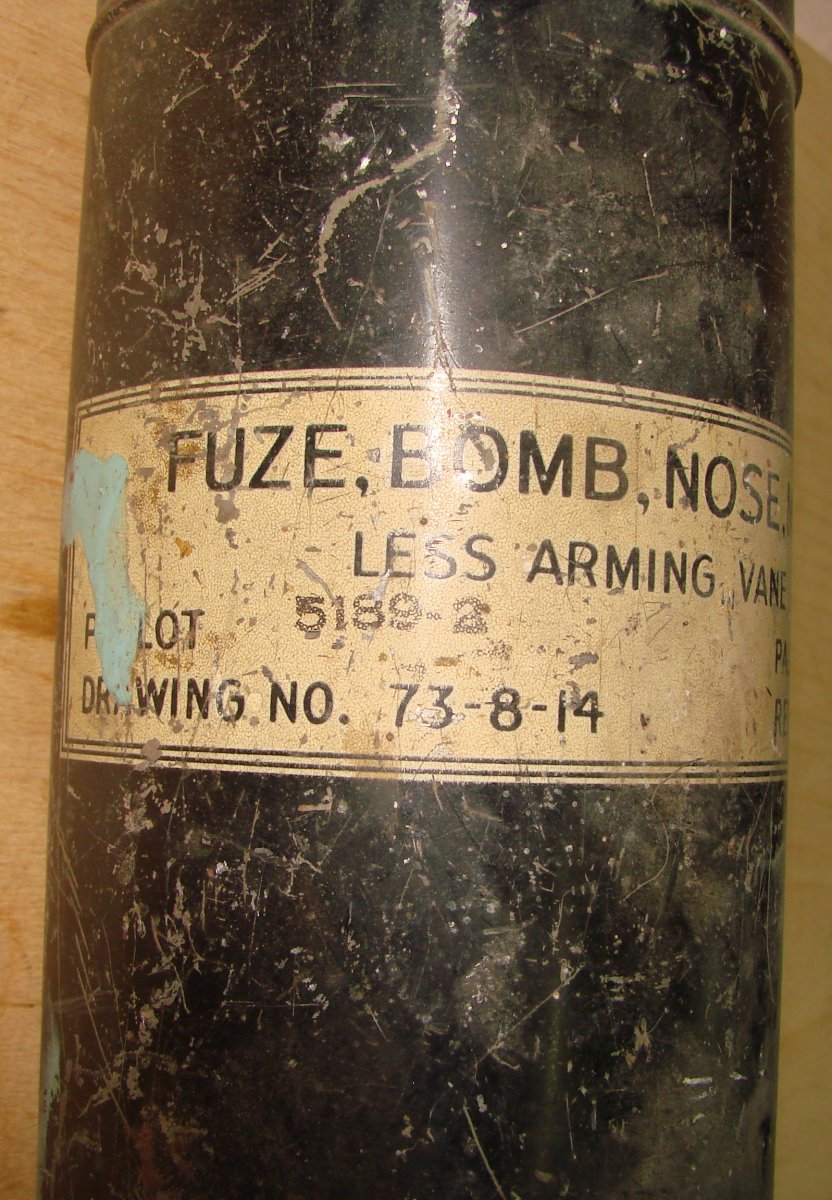 FUZE, BOMB, NOSE.
LESS ARMING VANE
LOT 5189-2
DRAWING NO. 73-8-14